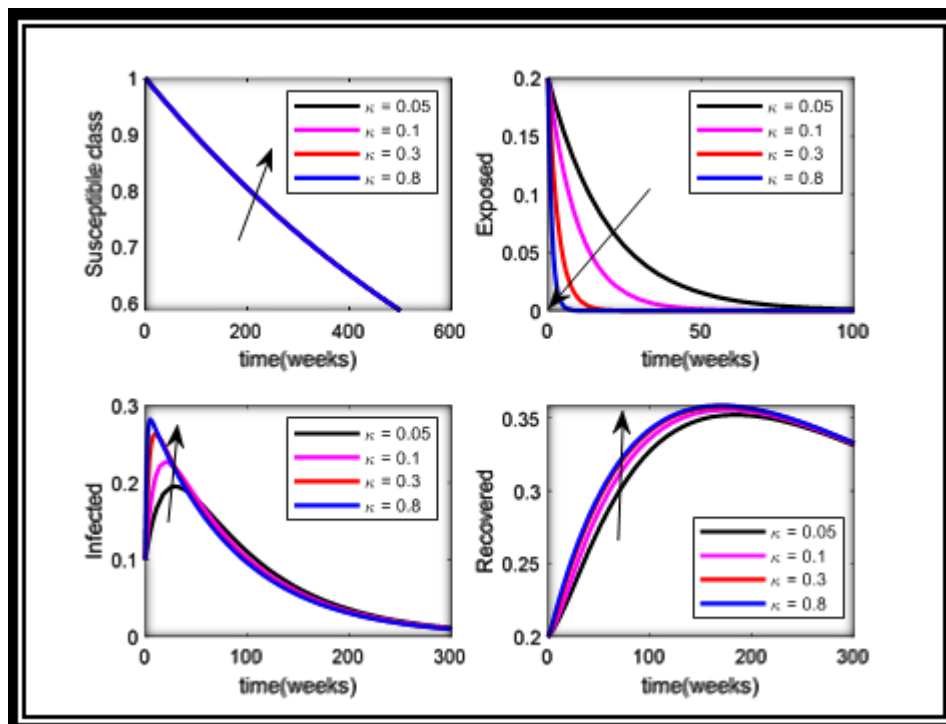 1
0.9
0.8
0.7
0.6
Susceptible class
κ = 0.05
κ = 0.1
κ = 0.3
κ = 0.8
0 200 400 600
time(weeks)
0.2
0.15
0.1
0.05
0
Exposed
κ = 0.05
κ = 0.1
κ = 0.3
κ = 0.8
0 50 100
time(weeks)
0.3
0.2
0.1
0
Infected
κ = 0.05
κ = 0.1
κ = 0.3
κ = 0.8
0 100 200 300
time(weeks)
0.35
0.3
0.25
0.2
Recovered
κ = 0.05
κ = 0.1
κ = 0.3
κ = 0.8
0 100 200 300
time(weeks)